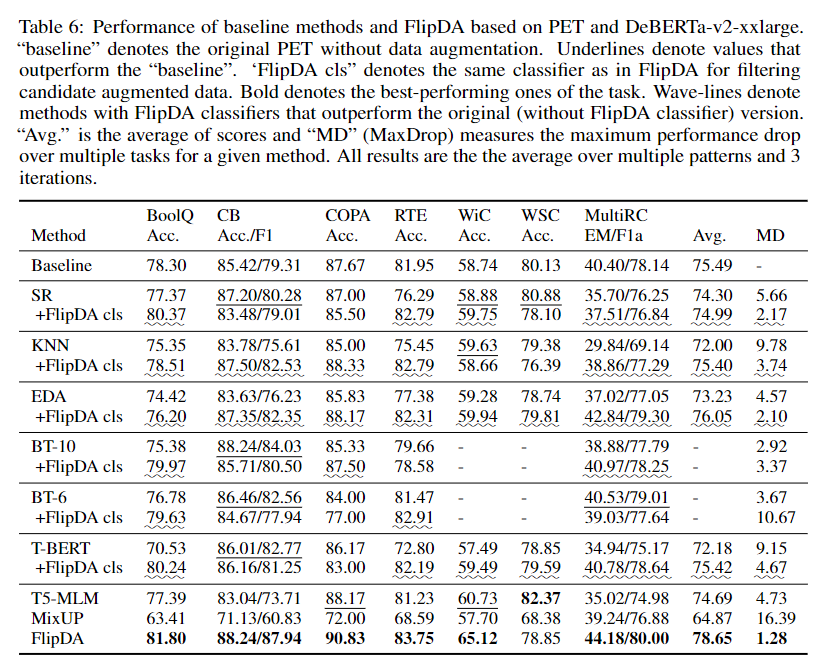 Table 6: Performance of baseline methods and FlipDA based on PET and DeBERTa-v2-xxlarge.
“baseline” denotes the original PET without data augmentation. Underlines denote values that
outperform the “baseline”. ‘FlipDA cls” denotes the same classifier as in FlipDA for filtering
candidate augmented data. Bold denotes the best-performing ones of the task. Wave-lines denote
methods with FlipDA classifiers that outperform the original (without FlipDA classifier) version.
“Avg.” is the average of scores and “MD” (MaxDrop) measures the maximum performance drop
over multiple tasks for a given method. All results are the the average over multiple patterns and 3
iterations.
BoolQ CB COPA RTE WiC WSC MultiRC
Method Acc. Acc./F1 Acc. Acc. Acc. Acc. EM/F1a Avg. MD
Baseline 78.30 85.42/79.31 87.67 81.95 58.74 80.13 40.40/78.14 75.49 -
SR 77.37 87.20/80.28 87.00 76.29 58.88 80.88 35.70/76.25 74.30 5.66
+FlipDA cls 80.37 83.48/79.01 85.50 82.79 59.75 78.10 37.51/76.84 74.99 2.17
KNN 75.35 83.78/75.61 85.00 75.45 59.63 79.38 29.84/69.14 72.00 9.78
+FlipDA cls 78.51 87.50/82.53 88.33 82.79 58.66 76.39 38.86/77.29 75.40 3.74
EDA 74.42 83.63/76.23 85.83 77.38 59.28 78.74 37.02/77.05 73.23 4.57
+FlipDA cls 76.20 87.35/82.35 88.17 82.31 59.94 79.81 42.84/79.30 76.05 2.10
BT-10 75.38 88.24/84.03 85.33 79.66 - - 38.88/77.79 - 2.92
+FlipDA cls 79.97 85.71/80.50 87.50 78.58 - - 40.97/78.25 - 3.37
BT-6 76.78 86.46/82.56 84.00 81.47 - - 40.53/79.01 - 3.67
+FlipDA cls 79.63 84.67/77.94 77.00 82.91 - - 39.03/77.64 - 10.67
T-BERT 70.53 86.01/82.77 86.17 72.80 57.49 78.85 34.94/75.17 72.18 9.15
+FlipDA cls 80.24 86.16/81.25 83.00 82.19 59.49 79.59 40.78/78.64 75.42 4.67
T5-MLM 77.39 83.04/73.71 88.17 81.23 60.73 82.37 35.02/74.98 74.69 4.73
MixUP 63.41 71.13/60.83 72.00 68.59 57.70 68.38 39.24/76.88 64.87 16.39
FlipDA 81.80 88.24/87.94 90.83 83.75 65.12 78.85 44.18/80.00 78.65 1.28